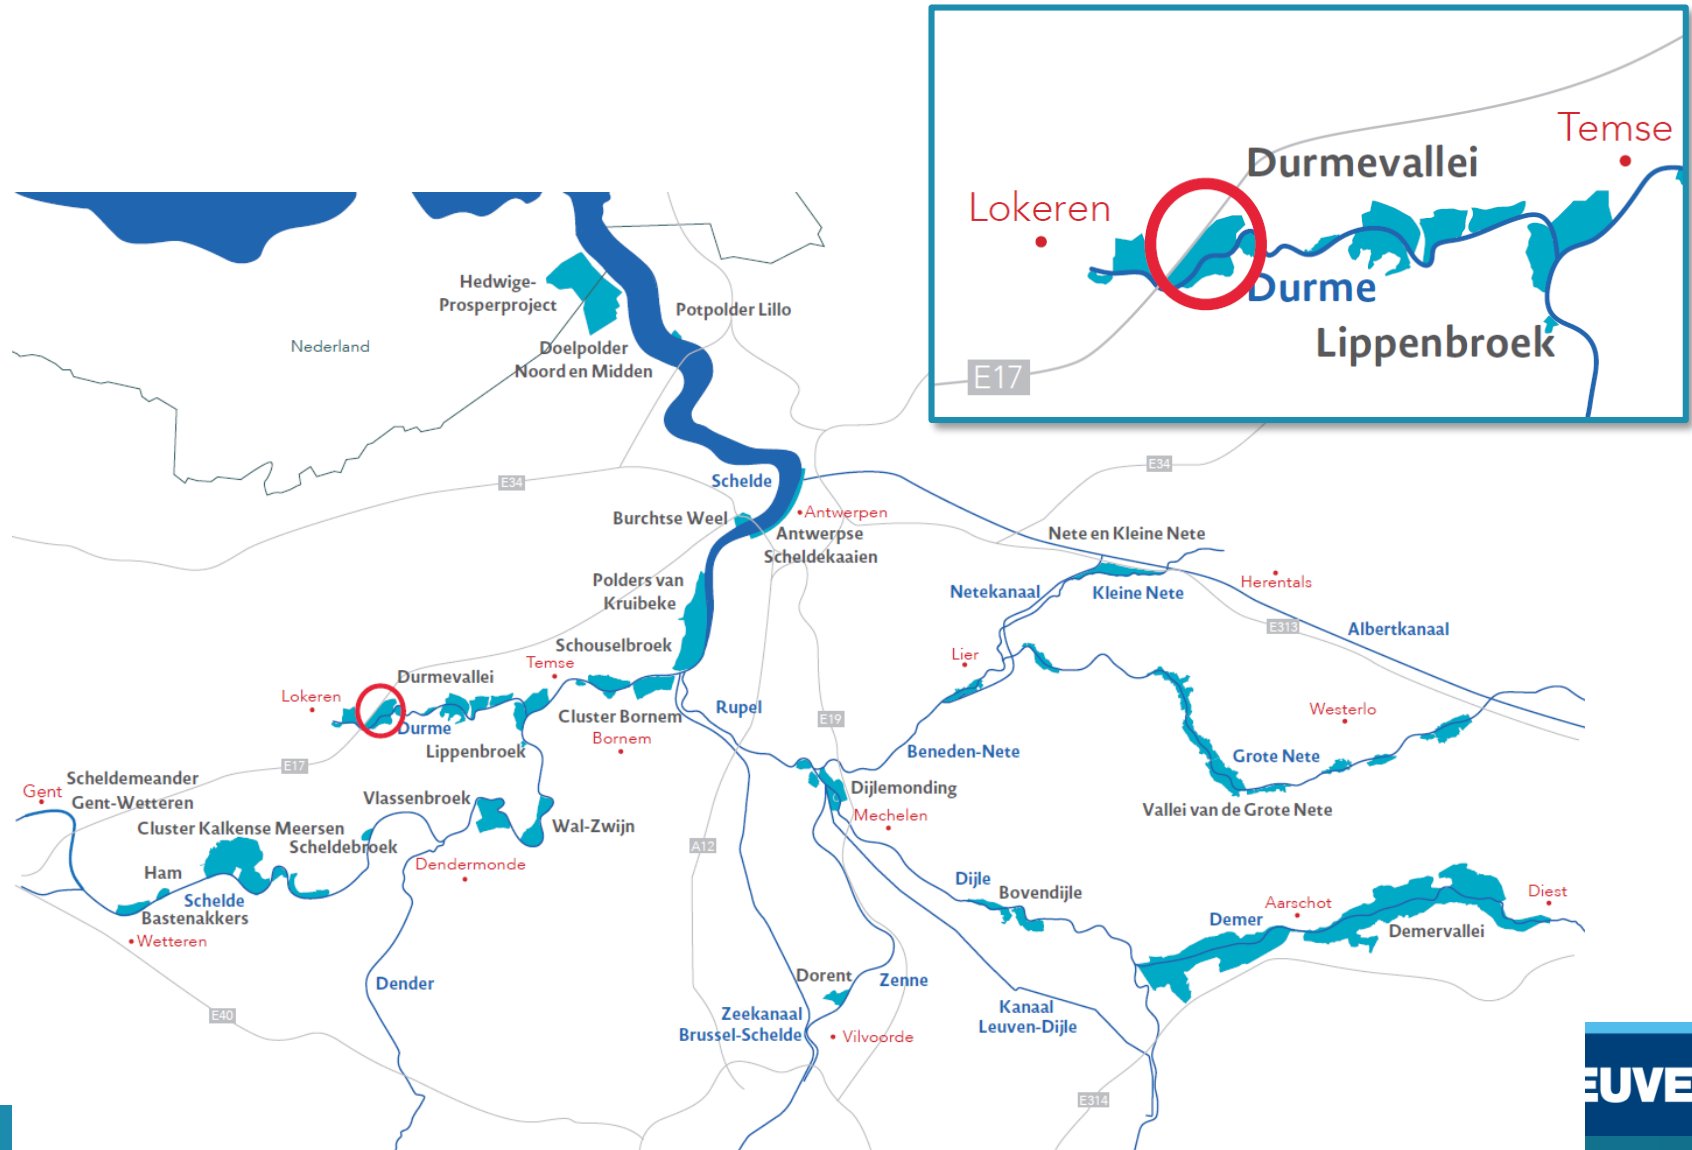 Temse
Durmevallei
Lokeren
Durme
Lippenbroek
E17
Hedwige-
Prosperproject
Potpolder Lillo
Nederland
Doelpolder
Noord en Midden
E34
E34
Schelde
Burchtse Weel
Antwerpen
Antwerpse
Scheldekaaien
Nete en Kleine Nete
Polders van
Kruibeke
Netekanaal
Kleine Nete
Herentals
E313
Albertkanaal
Schouselbroek
Temse
Lier
Durmevallei
Lokeren
Durme
Cluster Bornem
Bornem
Rupel
E19
Westerlo
Lippenbroek
Beneden-Nete
Grote Nete
E17
Scheldemeander
Gent-Wetteren
Gent
Vlassenbroek
Dijlemonding
Mechelen
Vallei van de Grote Nete
Cluster Kalkense Meersen
Scheldebroek
Wal-Zwijn
A12
Ham
Dendermonde
Schelde
Bastenakkers
Wetteren
Dijle
Bovendijle
Aarschot
Diest
Demer
Demervallei
Dender
Dorent
Zenne
E40
Zeekanaal
Brussel-Schelde
Vilvoorde
Kanaal
Leuven-Dijle
E314
EUVE